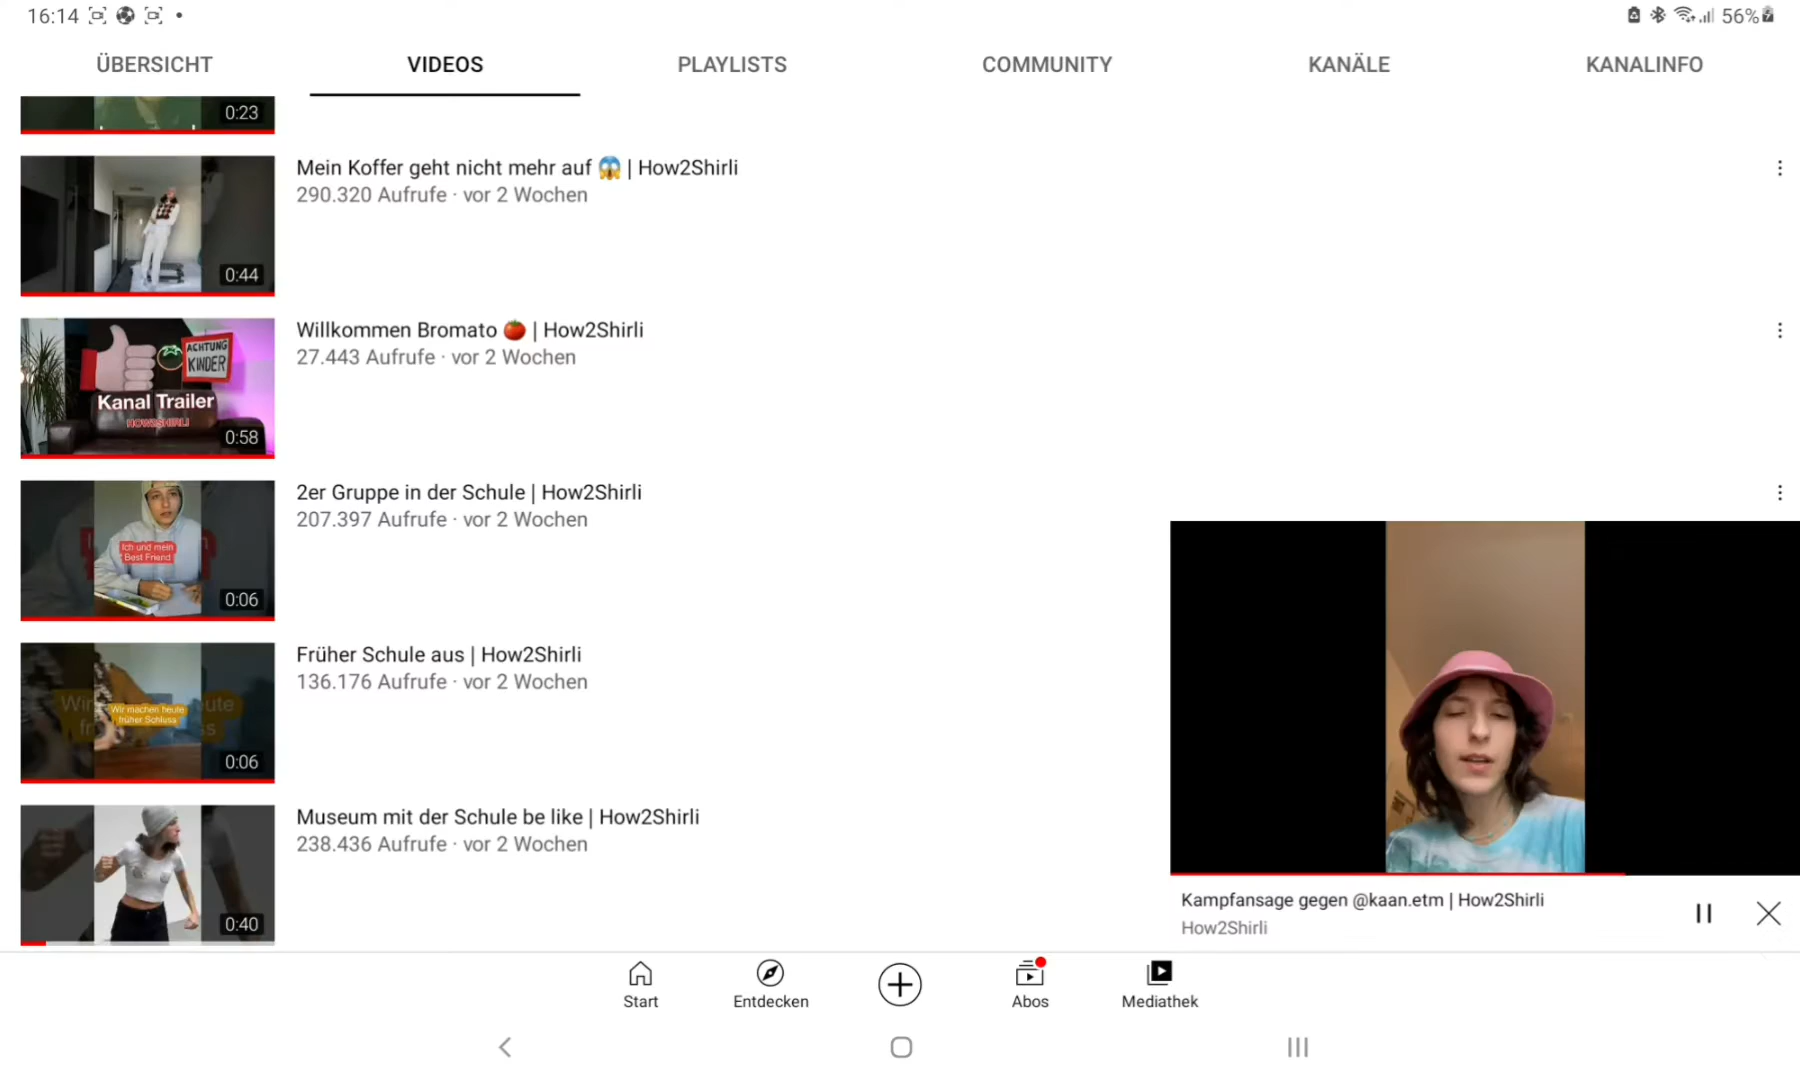 16:14
56%
ÜBERSICHT
VIDEOS
PLAYLISTS
COMMUNITY
KANÄLE
KANALINFO
0:23
Mein Koffer geht nicht mehr auf 😱 | How2Shirli
290.320 Aufrufe · vor 2 Wochen
0:44
Willkommen Bromato 🍅 | How2Shirli
27.443 Aufrufe · vor 2 Wochen
ACHTUNG
KINDER
Kanal Trailer
HOW2SHIRLI
0:58
2er Gruppe in der Schule | How2Shirli
207.397 Aufrufe · vor 2 Wochen
Ich und mein
Best Friend
0:06
Früher Schule aus | How2Shirli
136.176 Aufrufe · vor 2 Wochen
Wir machen heute
früher Schluss
0:06
Museum mit der Schule be like | How2Shirli
238.436 Aufrufe · vor 2 Wochen
0:40
Kampfansage gegen @kaan.etm | How2Shirli
How2Shirli
Start
Entdecken
Abos
Mediathek